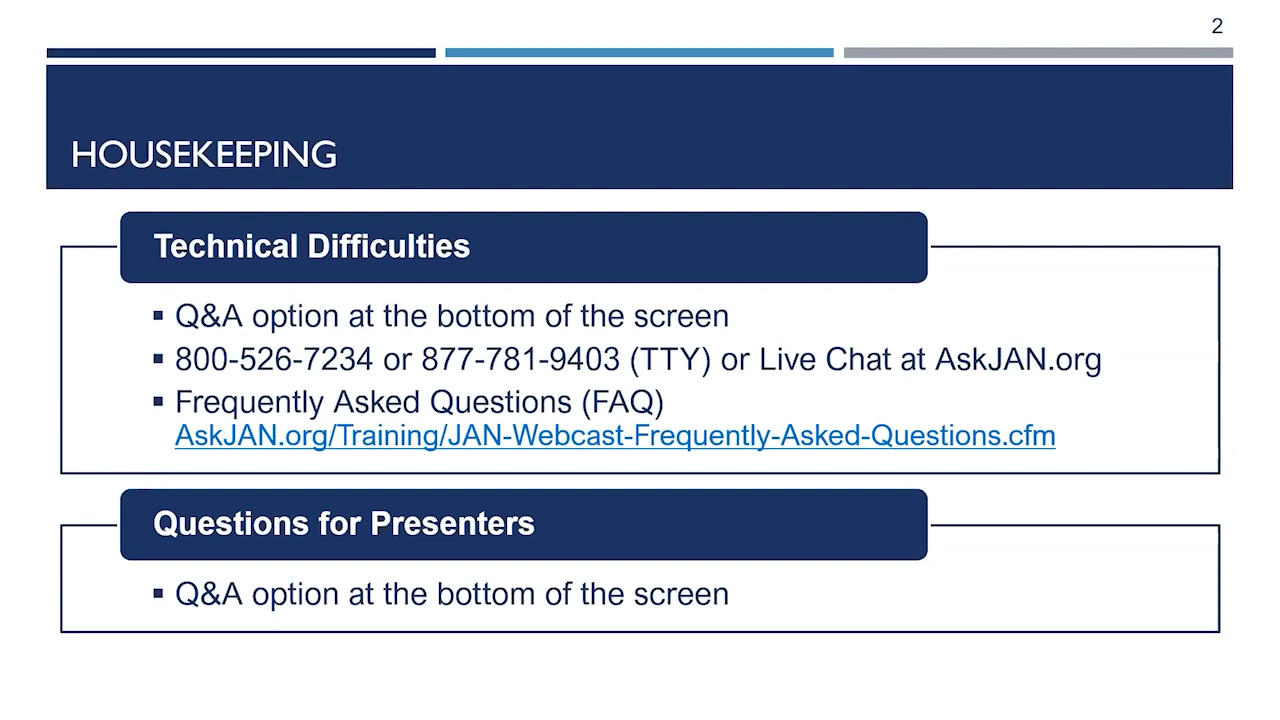 2
HOUSEKEEPING
Technical Difficulties
▪ Q&A option at the bottom of the screen
▪ 800-526-7234 or 877-781-9403 (TTY) or Live Chat at AskJAN.org
▪ Frequently Asked Questions (FAQ)
AskJAN.org/Training/JAN-Webcast-Frequently-Asked-Questions.cfm
Questions for Presenters
▪ Q&A option at the bottom of the screen